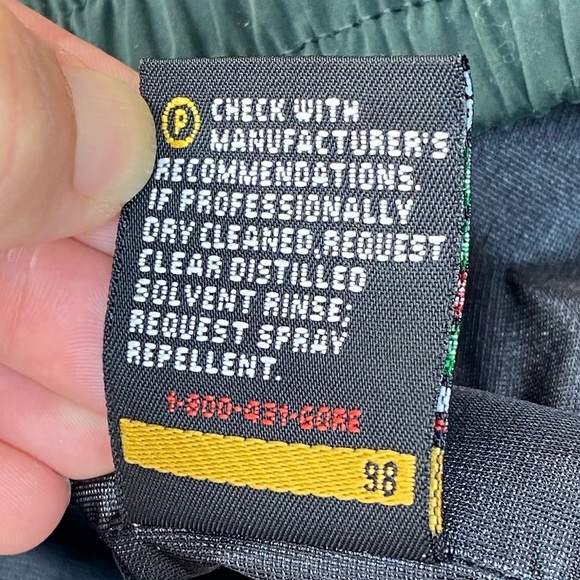 P CHECK WITH
MANUFACTURER'S
RECOMMENDATIONS.
IF PROFESSIONALLY
DRY CLEANED, REQUEST
CLEAR DISTILLED
SOLVENT RINSE;
REQUEST SPRAY
REPELLENT.
1-800-431-GORE
98